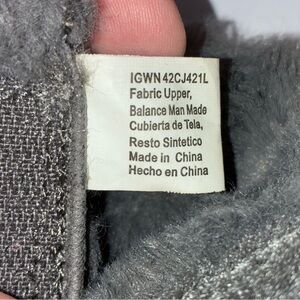 IGWN 42CJ421L
Fabric Upper,
Balance Man Made
Cubierta de Tela,
Resto Sintetico
Made in China
Hecho en China